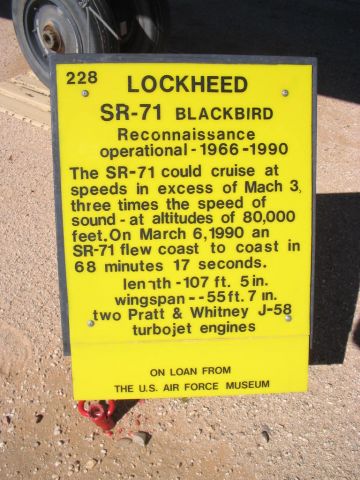 228
LOCKHEED
SR-71 BLACKBIRD
Reconnaissance
operational - 1966-1990
The SR-71 could cruise at
speeds in excess of Mach 3,
three times the speed of
sound - at altitudes of 80,000
feet. On March 6, 1990 an
SR-71 flew coast to coast in
68 minutes 17 seconds.
length - 107 ft. 5 in.
wingspan - - 55 ft. 7 in.
two Pratt & Whitney J-58
turbojet engines
ON LOAN FROM
THE U.S. AIR FORCE MUSEUM